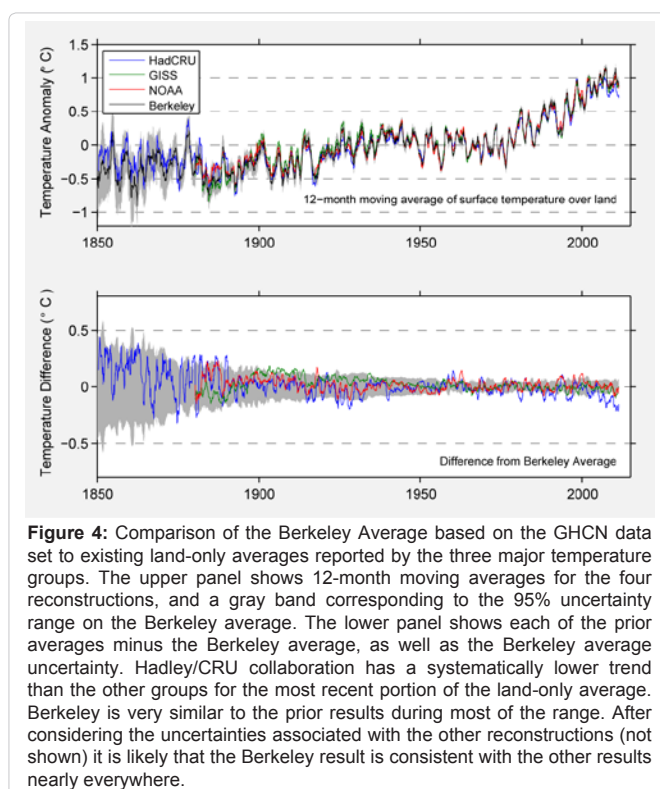 1.5
1
0.5
0
−0.5
−1
Temperature Anomaly (° C)
HadCRU
GISS
NOAA
Berkeley
12−month moving average of surface temperature over land
1850 1900 1950 2000
0.5
0
−0.5
Temperature Difference (° C )
Difference from Berkeley Average
1850 1900 1950 2000
Figure 4: Comparison of the Berkeley Average based on the GHCN data
set to existing land-only averages reported by the three major temperature
groups. The upper panel shows 12-month moving averages for the four
reconstructions, and a gray band corresponding to the 95% uncertainty
range on the Berkeley average. The lower panel shows each of the prior
averages minus the Berkeley average, as well as the Berkeley average
uncertainty. Hadley/CRU collaboration has a systematically lower trend
than the other groups for the most recent portion of the land-only average.
Berkeley is very similar to the prior results during most of the range. After
considering the uncertainties associated with the other reconstructions (not
shown) it is likely that the Berkeley result is consistent with the other results
nearly everywhere.